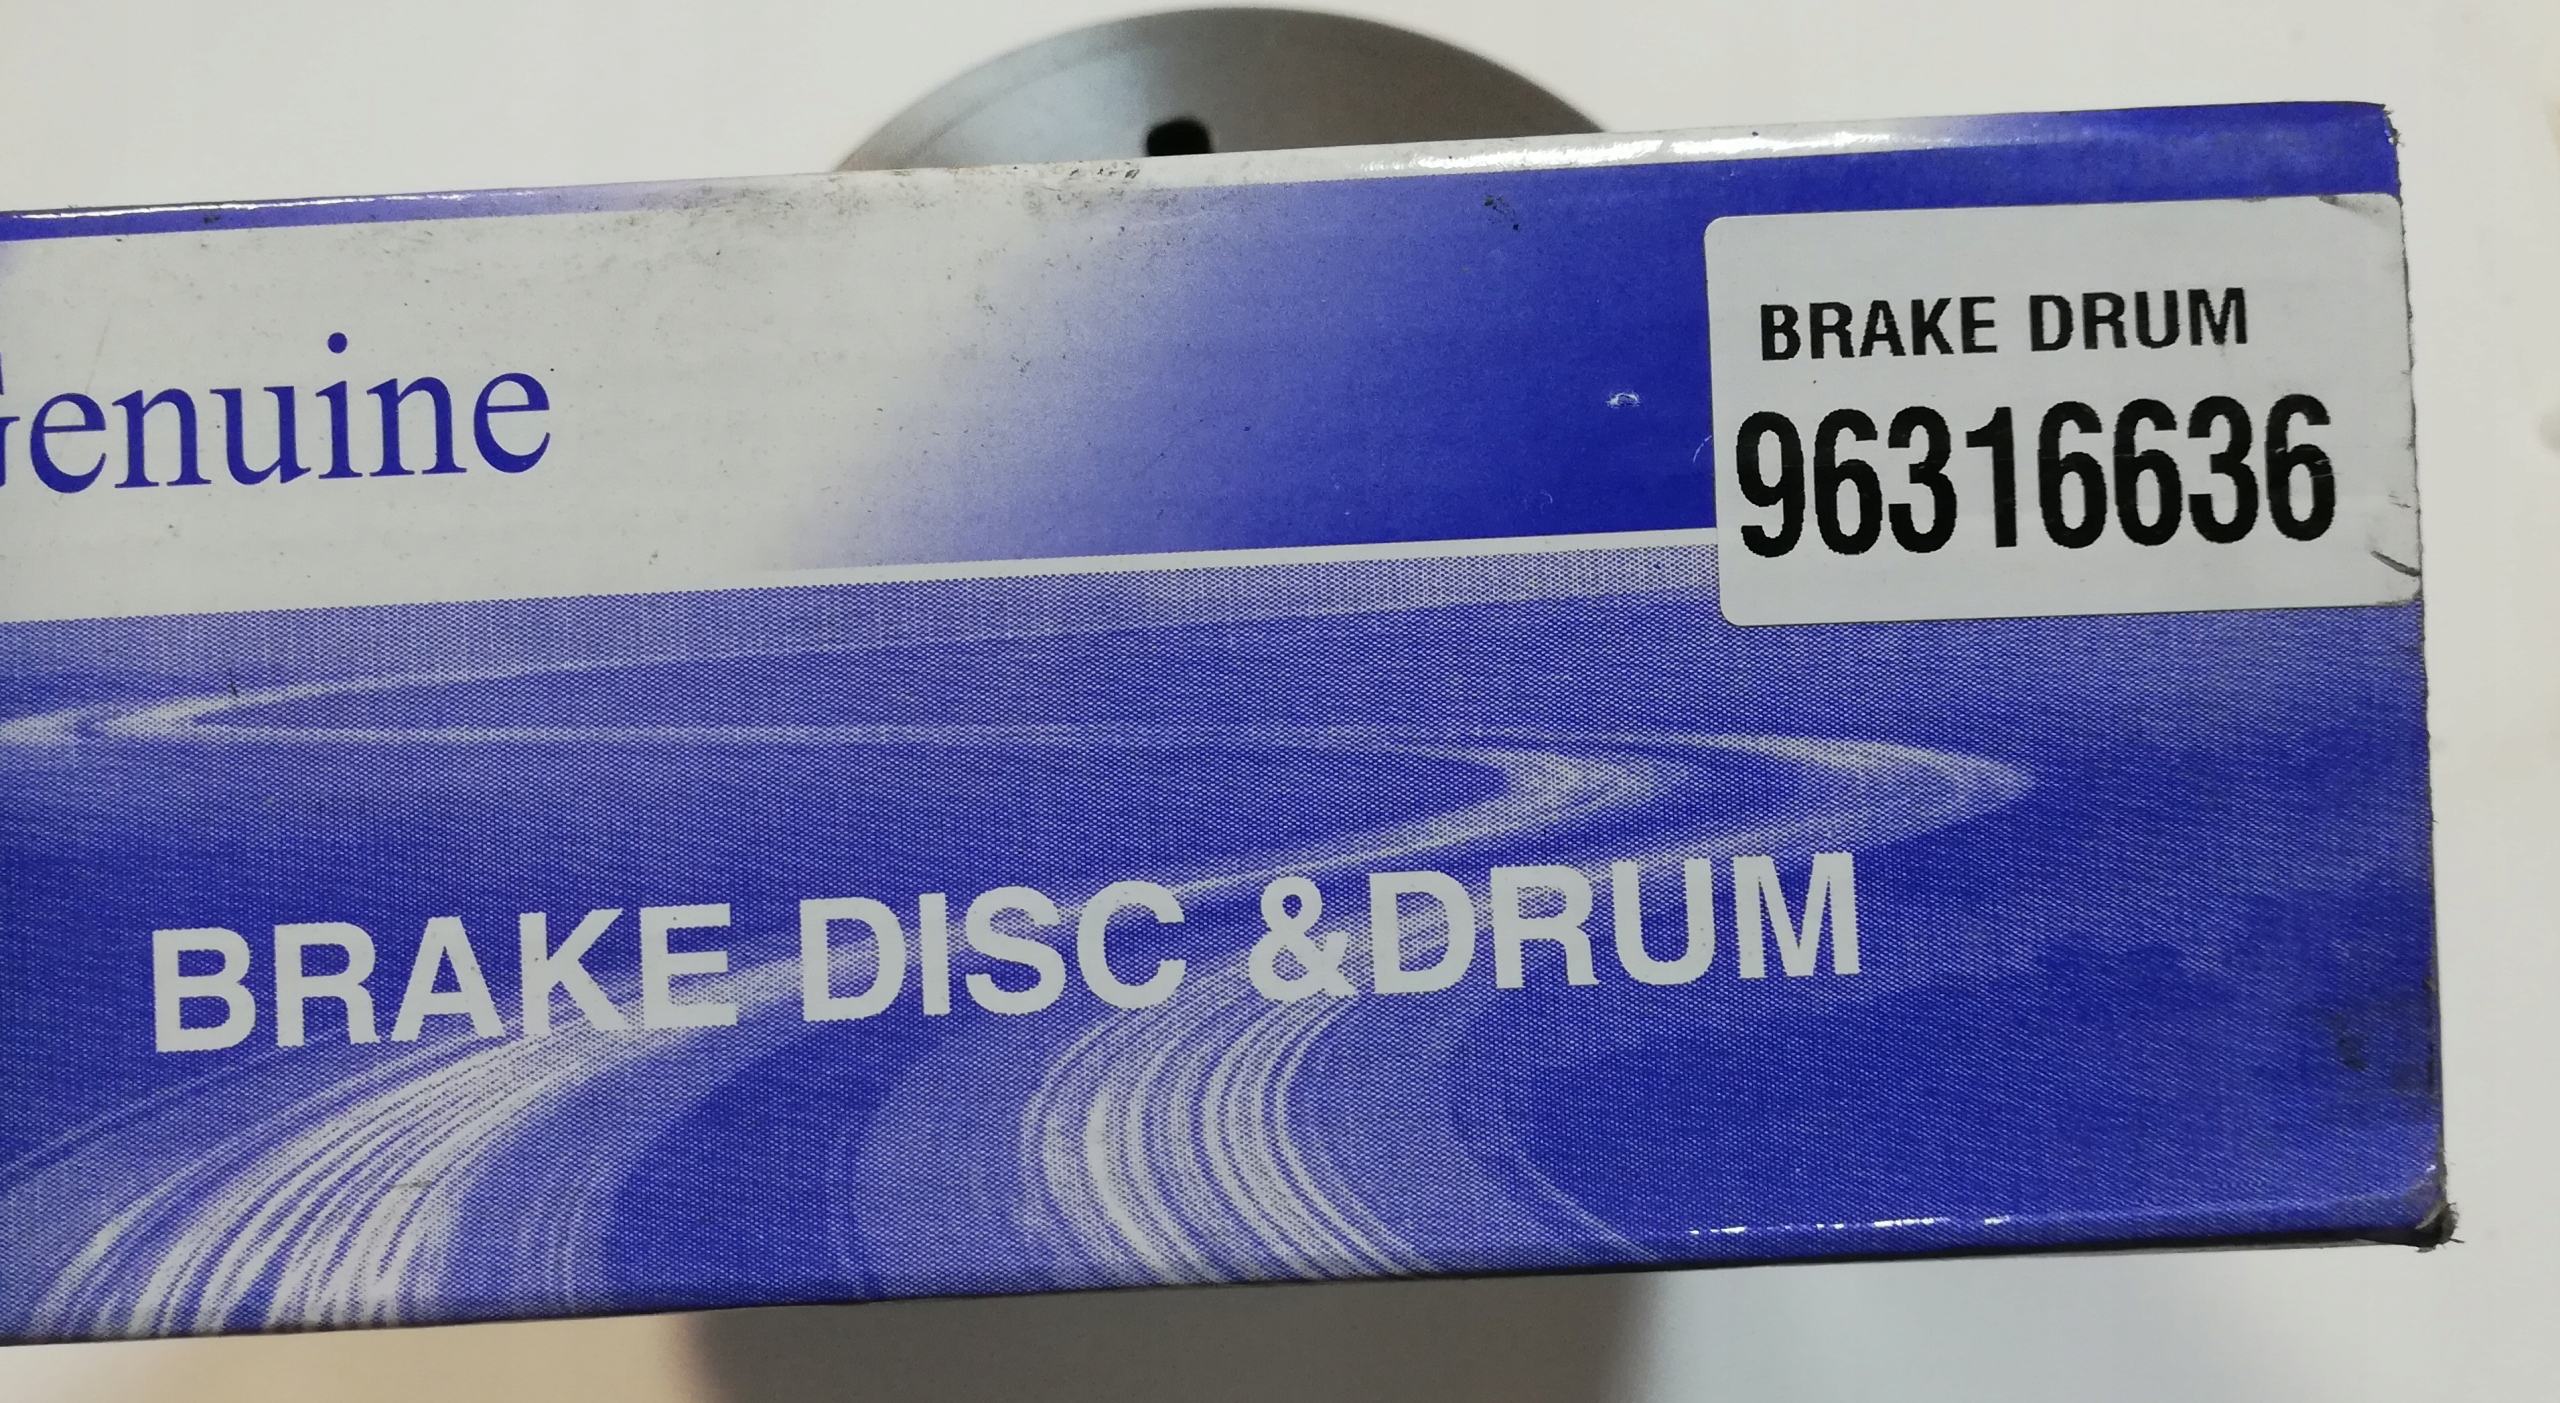 BRAKE DRUM
96316636
Genuine
BRAKE DISC &DRUM